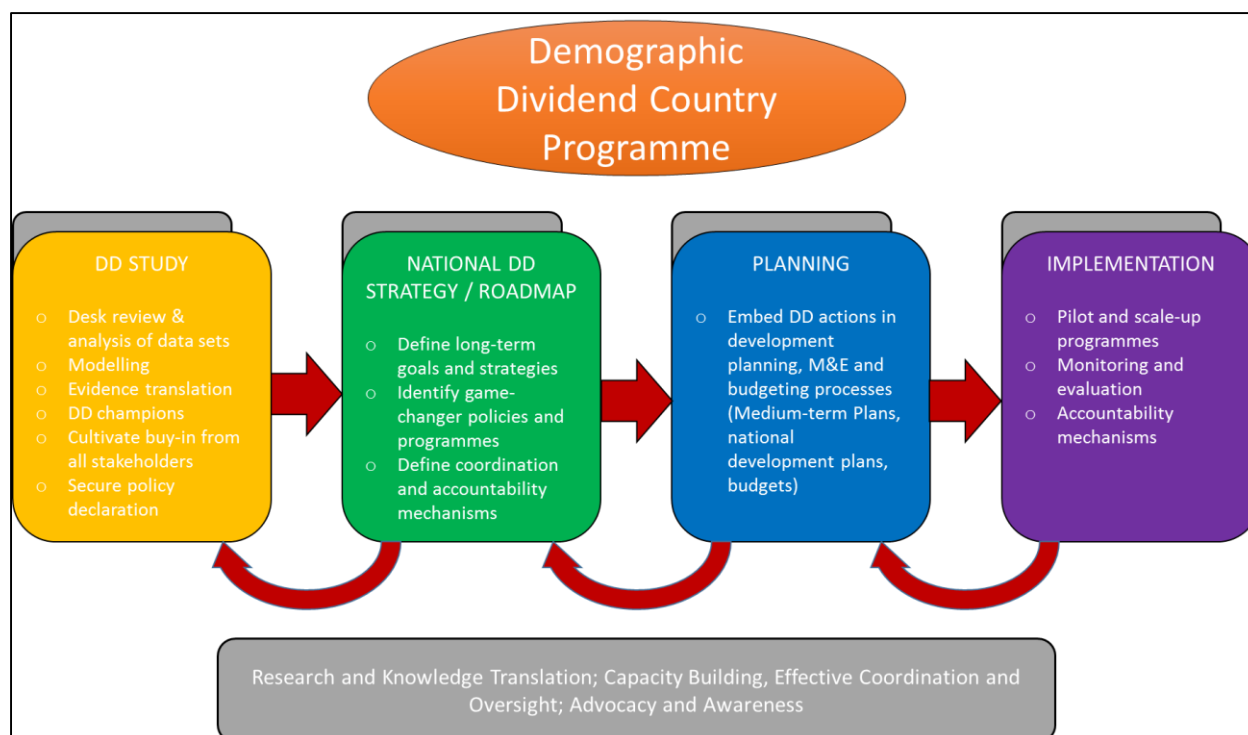 Demographic
Dividend Country
Programme
DD STUDY
o Desk review &
analysis of data sets
o Modelling
o Evidence translation
o DD champions
o Cultivate buy-in from
all stakeholders
o Secure policy
declaration
NATIONAL DD
STRATEGY / ROADMAP
o Define long-term
goals and strategies
o Identify game-
changer policies and
programmes
o Define coordination
and accountability
mechanisms
PLANNING
o Embed DD actions in
development
planning, M&E and
budgeting processes
(Medium-term Plans,
national
development plans,
budgets)
IMPLEMENTATION
o Pilot and scale-up
programmes
o Monitoring and
evaluation
o Accountability
mechanisms
Research and Knowledge Translation; Capacity Building, Effective Coordination and
Oversight; Advocacy and Awareness